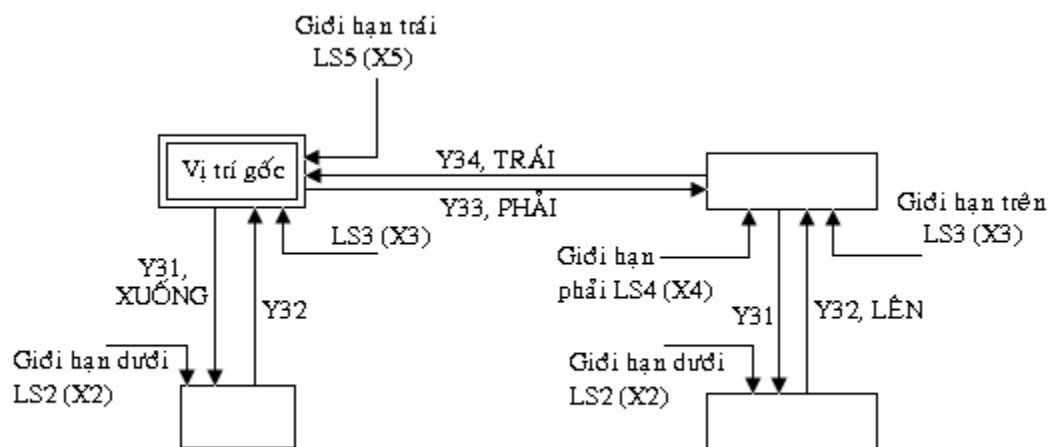 Giới hạn trái
LS5 (X5)
Vị trí gốc
Y34, TRÁI
Y33, PHẢI
LS3 (X3)
Giới hạn trên
LS3 (X3)
Giới hạn
phải LS4 (X4)
Y31,
XUỐNG
Y32
Y31
Y32, LÊN
Giới hạn dưới
LS2 (X2)
Giới hạn dưới
LS2 (X2)